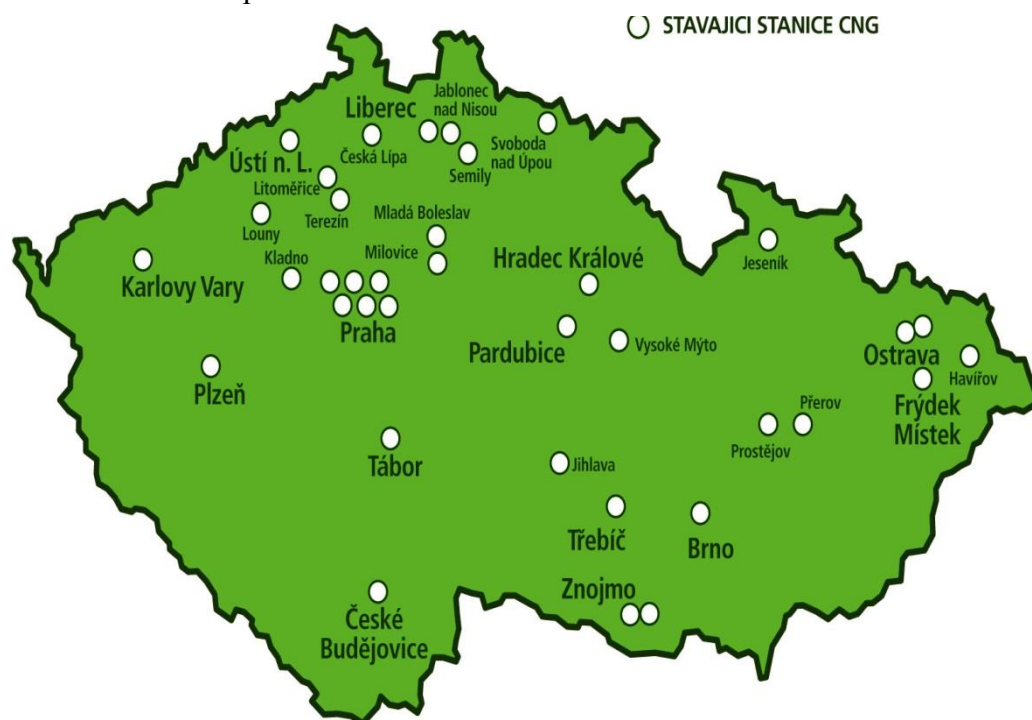 STAVAJICI STANICE CNG
Jablonec
nad Nisou
Liberec
Svoboda
nad Úpou
Česká Lípa
Semily
Ústí n. L.
Litoměřice
Terezín
Louny
Mladá Boleslav
Milovice
Kladno
Karlovy Vary
Praha
Hradec Králové
Jeseník
Pardubice
Vysoké Mýto
Ostrava
Havířov
Plzeň
Frýdek
Místek
Přerov
Prostějov
Tábor
Jihlava
Třebíč
Brno
Znojmo
České
Budějovice